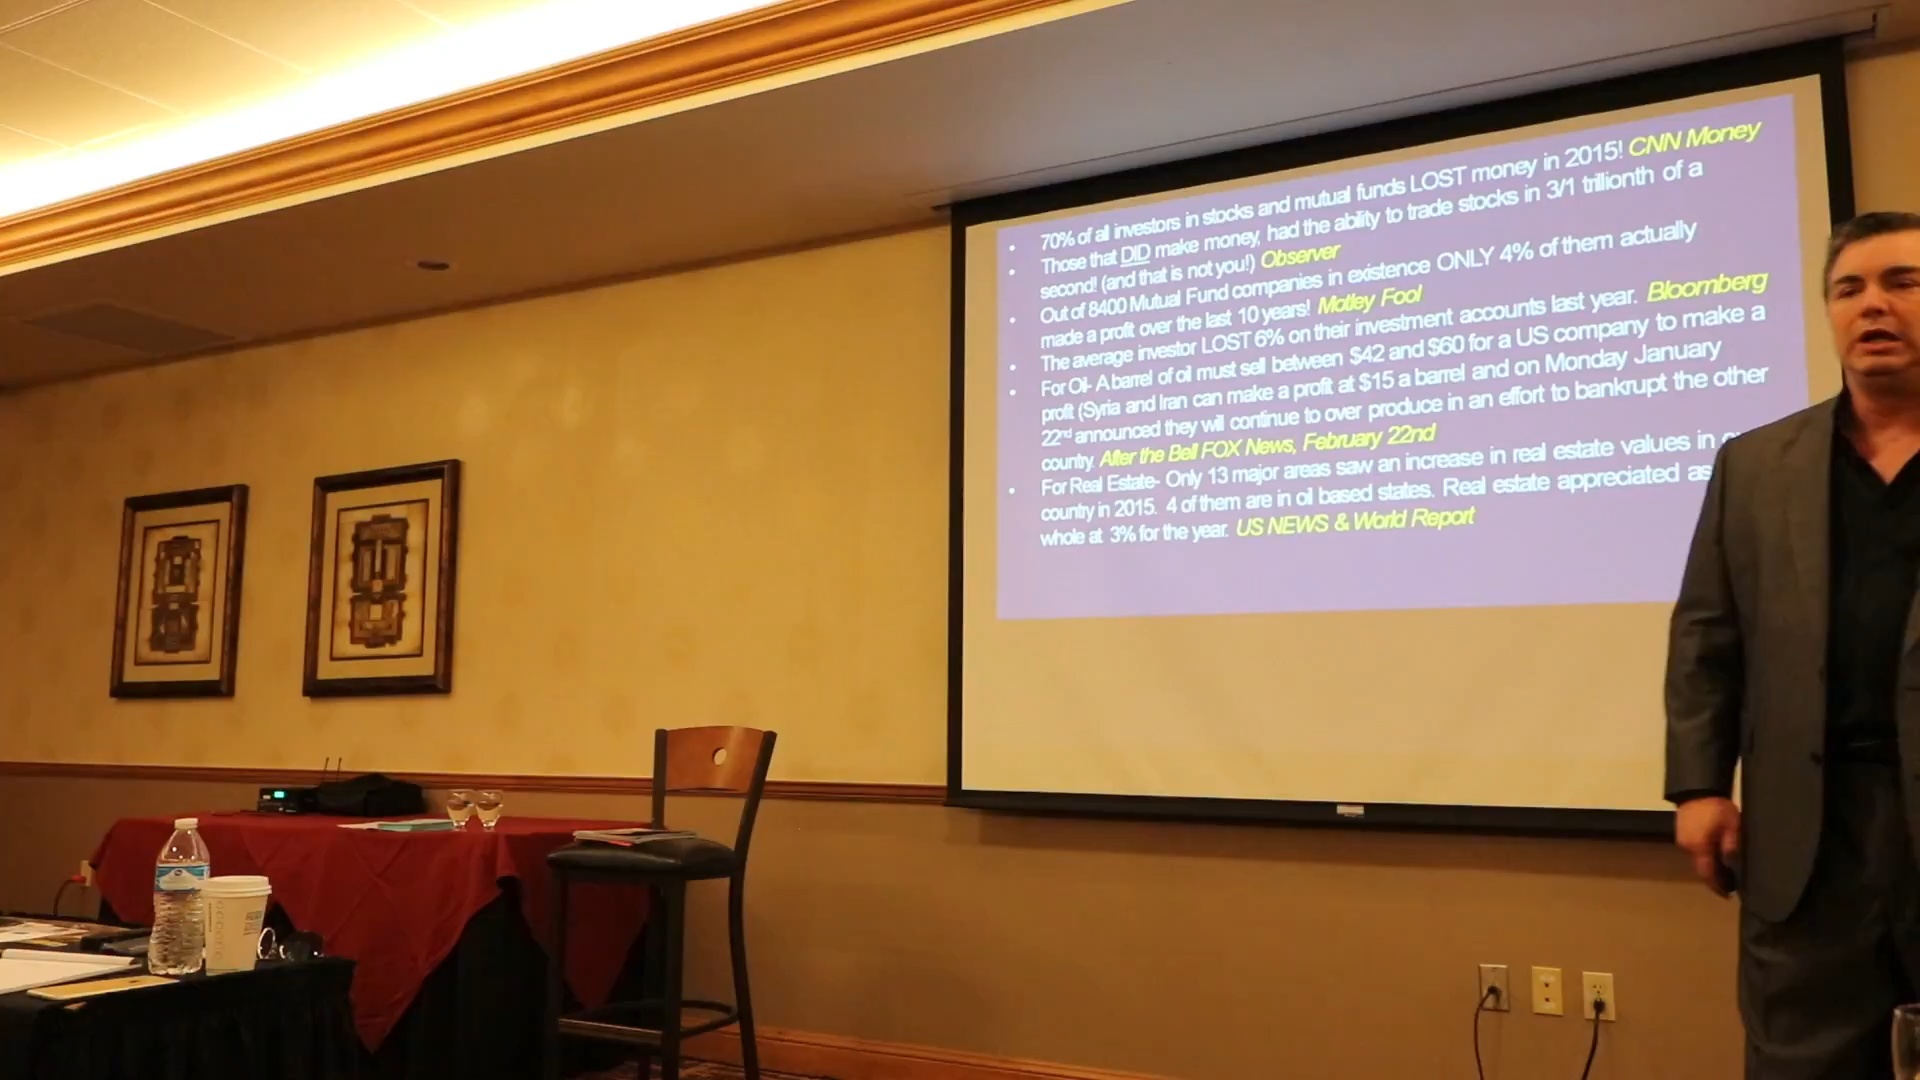 • 70% of all investors in stocks and mutual funds LOST money in 2015! CNN Money
• Those that DID make money, had the ability to trade stocks in 3/1 trillionth of a
second! (and that is not you!) Observer
• Out of 8400 Mutual Fund companies in existence ONLY 4% of them actually
made a profit over the last 10 years! Motley Fool
• The average investor LOST 6% on their investment accounts last year. Bloomberg
• For Oil- A barrel of oil must sell between $42 and $60 for a US company to make a
profit (Syria and Iran can make a profit at $15 a barrel and on Monday January
22nd announced they will continue to over produce in an effort to bankrupt the other
country. After the Bell FOX News, February 22nd
• For Real Estate- Only 13 major areas saw an increase in real estate values in
country in 2015. 4 of them are in oil based states. Real estate appreciated as
whole at 3% for the year. US NEWS & World Report